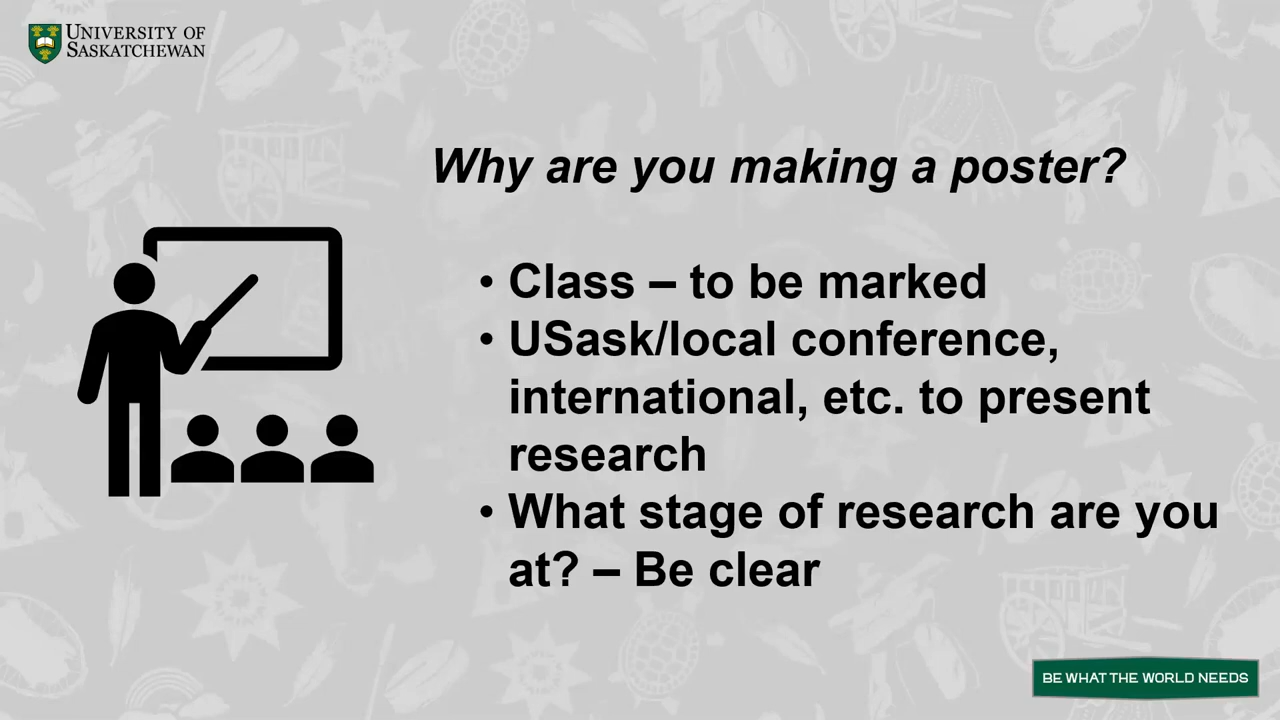 UNIVERSITY OF
SASKATCHEWAN
Why are you making a poster?
• Class – to be marked
• USask/local conference,
international, etc. to present
research
• What stage of research are you
at? – Be clear
BE WHAT THE WORLD NEEDS